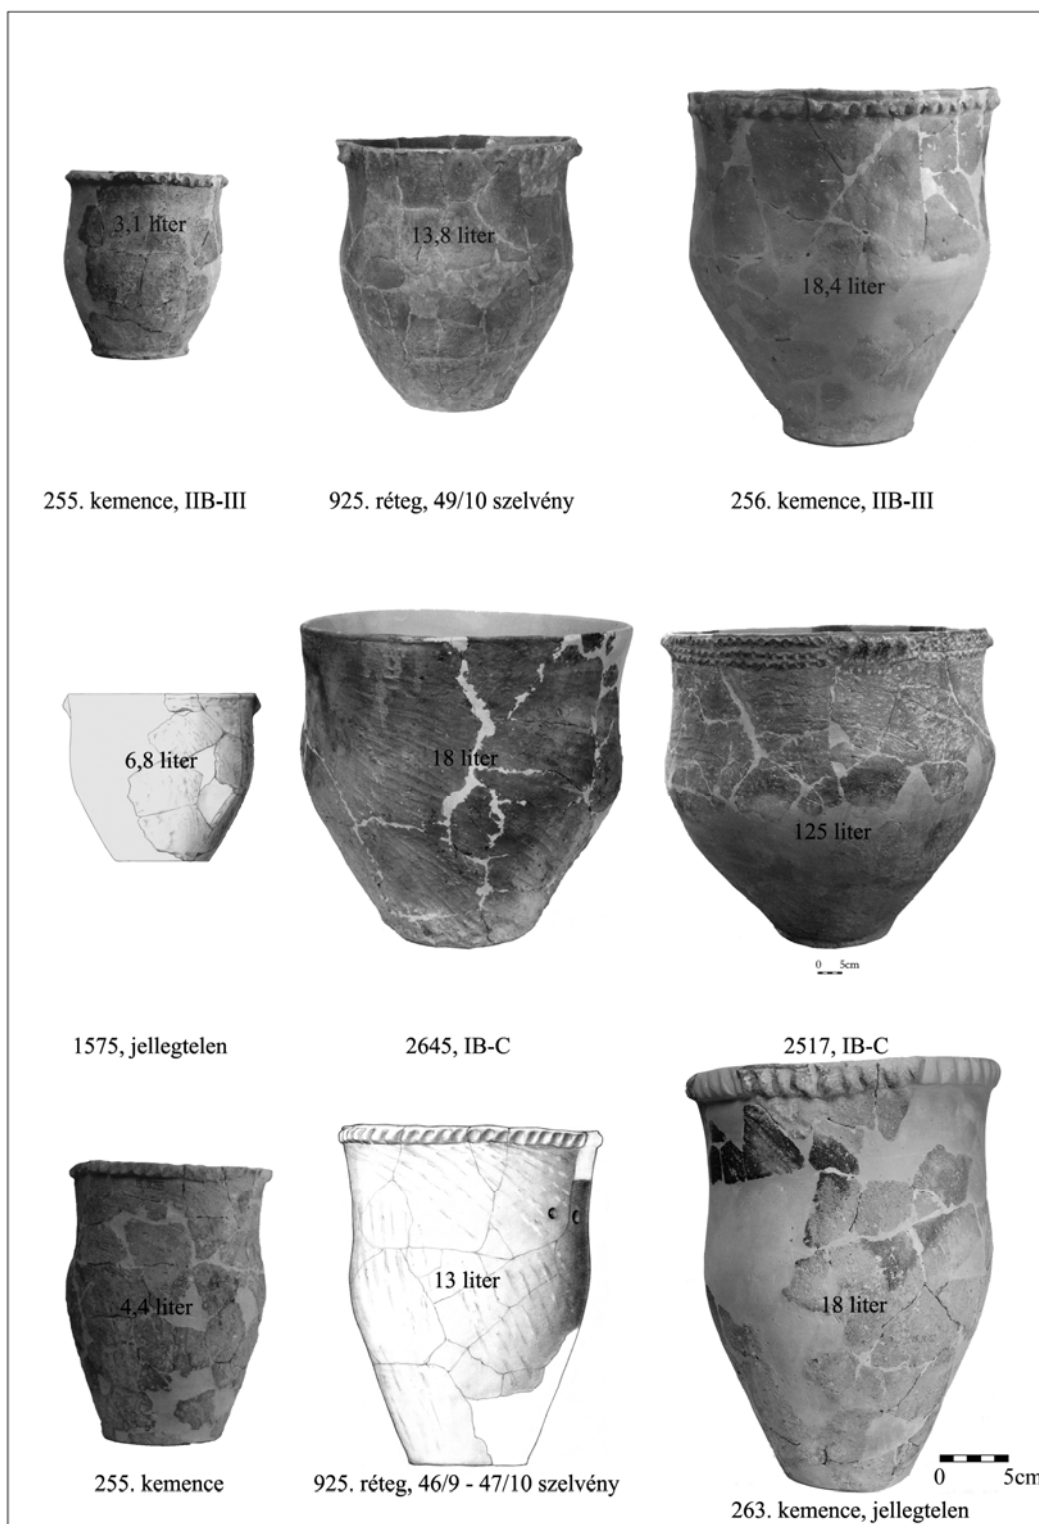 3,1 liter
13,8 liter
18,4 liter
255. kemence, IIB-III
925. réteg, 49/10 szelvény
256. kemence, IIB-III
6,8 liter
18 liter
125 liter
0 5cm
1575, jellegtelen
2645, IB-C
2517, IB-C
4,4 liter
13 liter
18 liter
255. kemence
925. réteg, 46/9 - 47/10 szelvény
0 5cm
263. kemence, jellegtelen